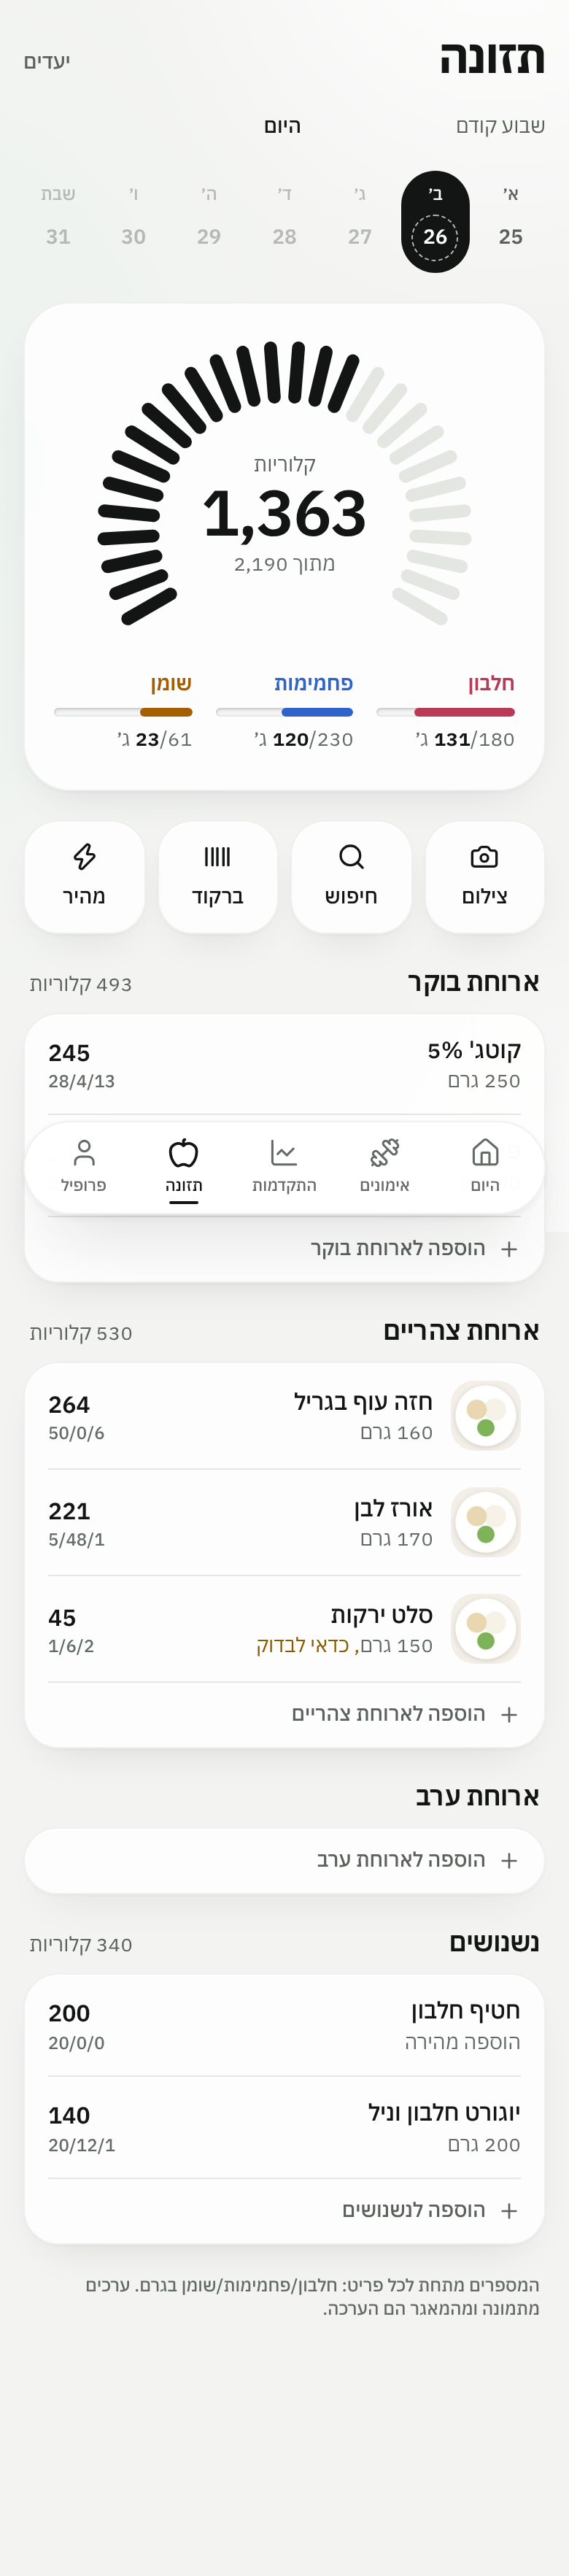 תזונה
יעדים
שבוע קודם
היום
א׳ ב׳ ג׳ ד׳ ה׳ ו׳ שבת
25 26 27 28 29 30 31
קלוריות
1,363
מתוך 2,190
חלבון
131/180 ג׳
פחמימות
120/230 ג׳
שומן
23/61 ג׳
צילום
חיפוש
ברקוד
מהיר
ארוחת בוקר
493 קלוריות
קוטג' 5%
245
250 גרם
28/4/13
היום
אימונים
התקדמות
תזונה
פרופיל
הוספה לארוחת בוקר
ארוחת צהריים
530 קלוריות
חזה עוף בגריל
264
160 גרם
50/0/6
אורז לבן
221
170 גרם
5/48/1
סלט ירקות
45
150 גרם, כדאי לבדוק
1/6/2
הוספה לארוחת צהריים
ארוחת ערב
הוספה לארוחת ערב
נשנושים
340 קלוריות
חטיף חלבון
200
הוספה מהירה
20/0/0
יוגורט חלבון וניל
140
200 גרם
20/12/1
הוספה לנשנושים
המספרים מתחת לכל פריט: חלבון/פחמימות/שומן בגרם. ערכים
מתמונה ומהמאגר הם הערכה.